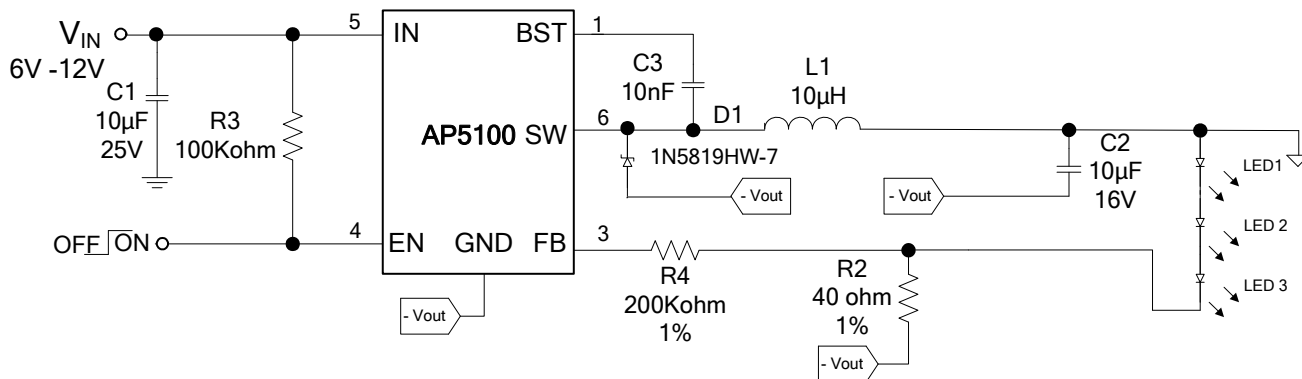 VIN
6V -12V
C1
10µF
25V
R3
100Kohm
OFF ON
5
4
IN
BST
AP5100 SW
EN GND FB
1
6
3
C3
10nF
D1
1N5819HW-7
L1
10µH
- Vout
- Vout
C2
10µF
16V
LED1
LED 2
LED 3
R4
200Kohm
1%
R2
40 ohm
1%
- Vout
- Vout